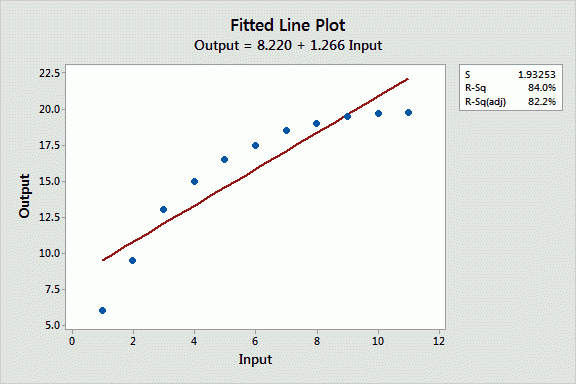 Fitted Line Plot
Output = 8.220 + 1.266 Input
S 1.93253
R-Sq 84.0%
R-Sq(adj) 82.2%
22.5
20.0
17.5
15.0
12.5
10.0
7.5
5.0
Output
0 2 4 6 8 10 12
Input